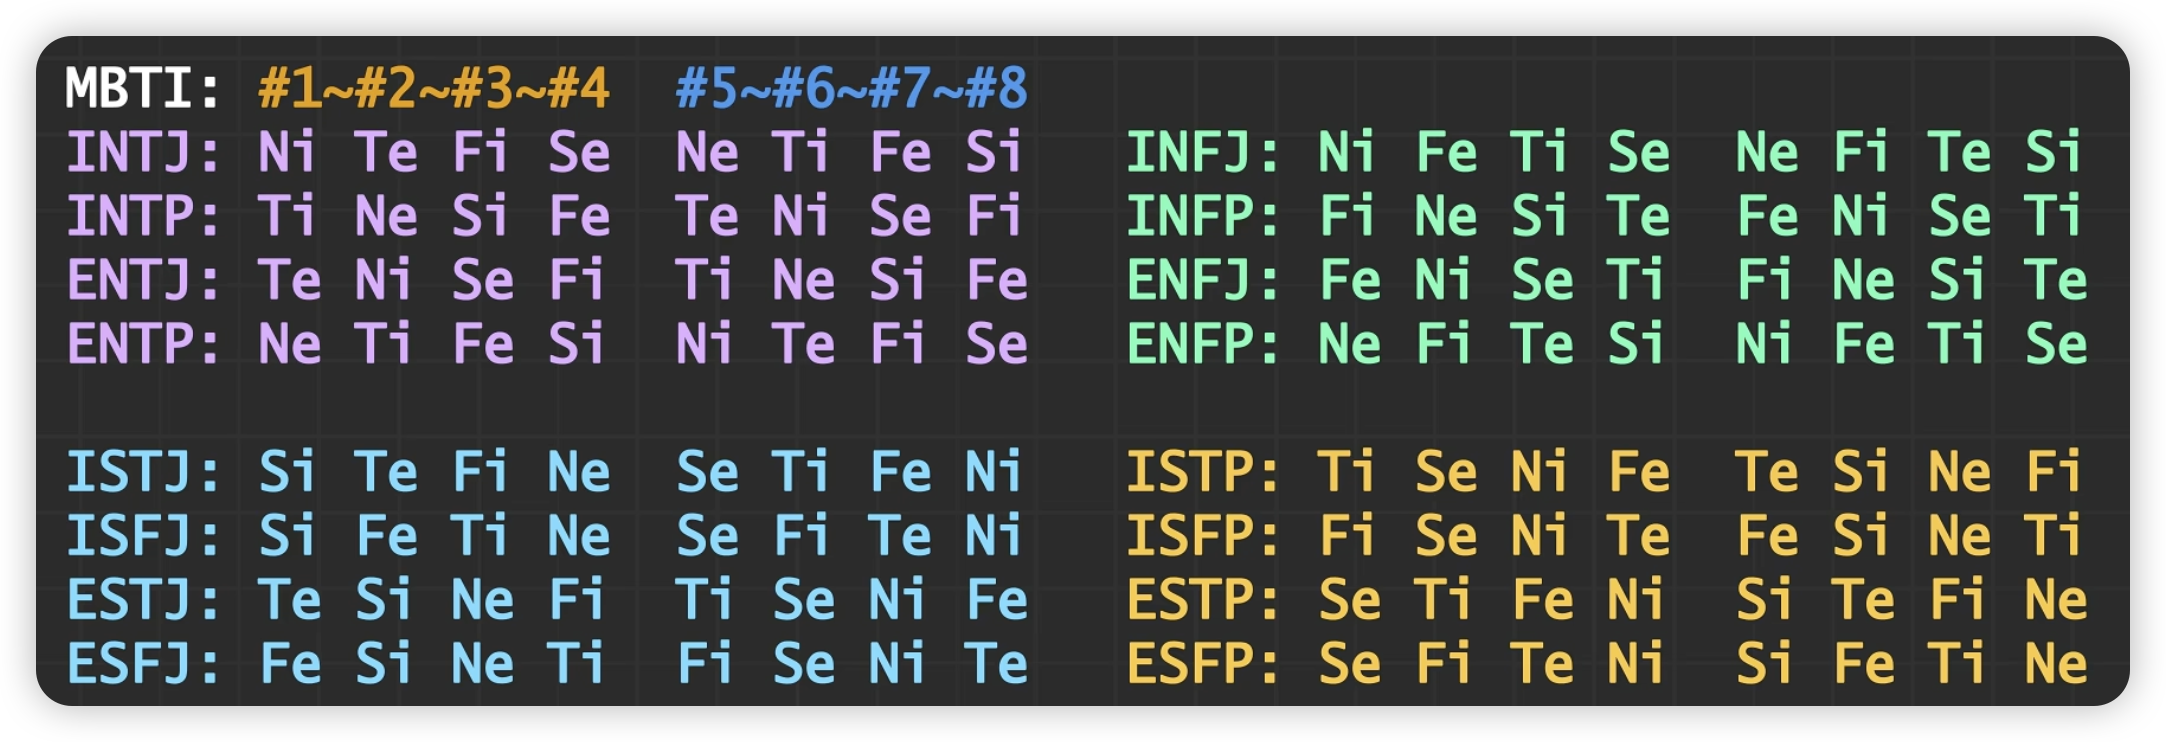 MBTI: #1~#2~#3~#4  #5~#6~#7~#8
INTJ: Ni Te Fi Se  Ne Ti Fe Si   INFJ: Ni Fe Ti Se  Ne Fi Te Si
INTP: Ti Ne Si Fe  Te Ni Se Fi   INFP: Fi Ne Si Te  Fe Ni Se Ti
ENTJ: Te Ni Se Fi  Ti Ne Si Fe   ENFJ: Fe Ni Se Ti  Fi Ne Si Te
ENTP: Ne Ti Fe Si  Ni Te Fi Se   ENFP: Ne Fi Te Si  Ni Fe Ti Se
ISTJ: Si Te Fi Ne  Se Ti Fe Ni   ISTP: Ti Se Ni Fe  Te Si Ne Fi
ISFJ: Si Fe Ti Ne  Se Fi Te Ni   ISFP: Fi Se Ni Te  Fe Si Ne Ti
ESTJ: Te Si Ne Fi  Ti Se Ni Fe   ESTP: Se Ti Fe Ni  Si Te Fi Ne
ESFJ: Fe Si Ne Ti  Fi Se Ni Te   ESFP: Se Fi Te Ni  Si Fe Ti Ne